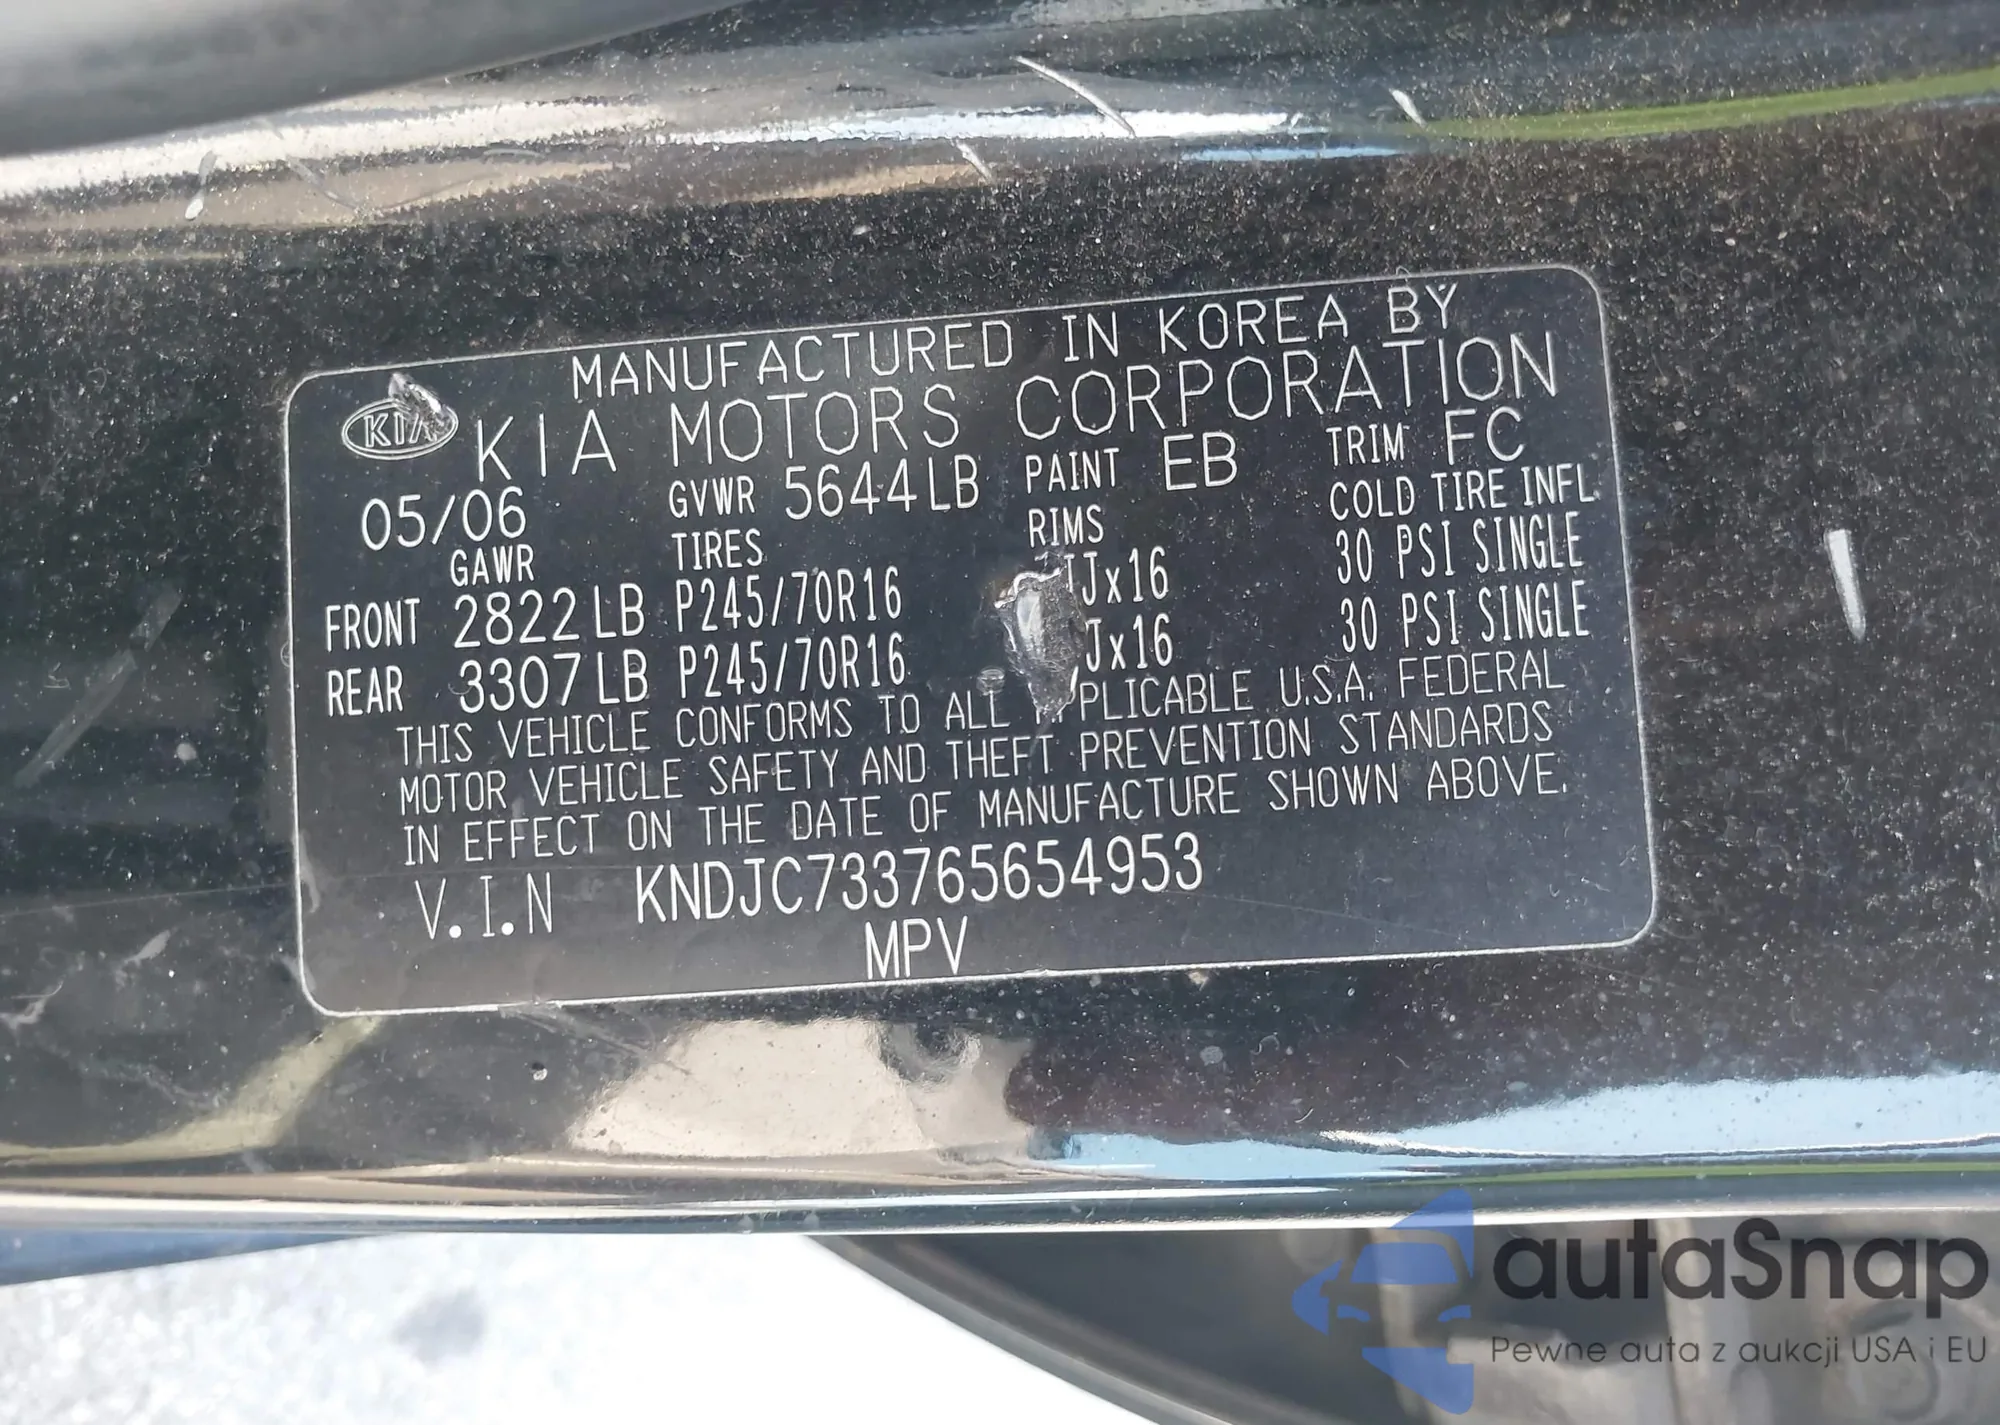 MANUFACTURED IN KOREA BY
KIA KIA MOTORS CORPORATION
05/06 GVWR 5644LB PAINT EB TRIM FC
GAWR TIRES RIMS COLD TIRE INFL.
FRONT 2822LB P245/70R16 JJx16 30 PSI SINGLE
REAR 3307LB P245/70R16 Jx16 30 PSI SINGLE
THIS VEHICLE CONFORMS TO ALL PLICABLE U.S.A. FEDERAL
MOTOR VEHICLE SAFETY AND THEFT PREVENTION STANDARDS
IN EFFECT ON THE DATE OF MANUFACTURE SHOWN ABOVE.
V.I.N KNDJC733765654953
MPV
autaSnap
Pewne auta z aukcji USA i EU